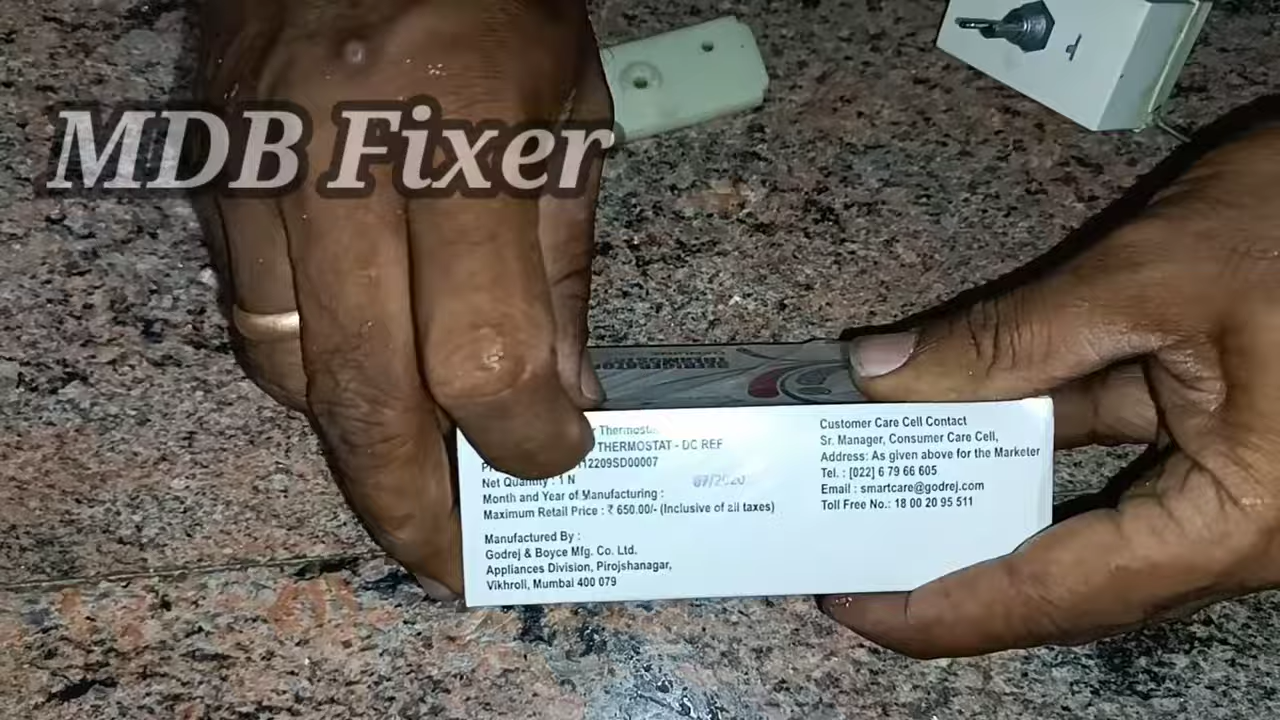 MDB Fixer
THERMOSTAT - DC REF
12209SD00007
Net Quantity : 1 N
07/2020
Month and Year of Manufacturing :
Maximum Retail Price : ₹ 650.00/- (Inclusive of all taxes)
Manufactured By :
Godrej & Boyce Mfg. Co. Ltd.
Appliances Division, Pirojshanagar,
Vikhroli, Mumbai 400 079
Customer Care Cell Contact
Sr. Manager, Consumer Care Cell,
Address: As given above for the Marketer
Tel. : [022] 6 79 66 605
Email : smartcare@godrej.com
Toll Free No.: 18 00 20 95 511